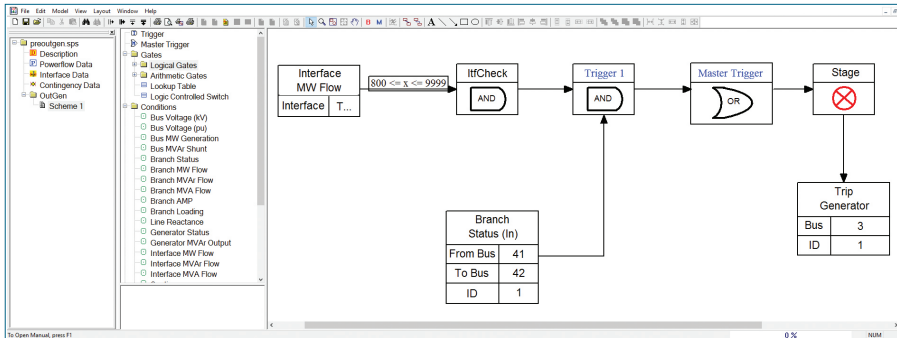 File Edit Model View Layout Window Help
B M
A
preoutgen.sps
Description
Powerflow Data
Interface Data
Contingency Data
OutGen
Scheme 1
Trigger
Master Trigger
Gates
Logical Gates
Arithmetic Gates
Lookup Table
Logic Controlled Switch
Conditions
Bus Voltage (kV)
Bus Voltage (pu)
Bus MW Generation
Bus MVAr Shunt
Branch Status
Branch MW Flow
Branch MVAr Flow
Branch MVA Flow
Branch AMP
Branch Loading
Line Reactance
Generator Status
Generator MVAr Output
Interface MW Flow
Interface MVAr Flow
Interface MVA Flow
Interface
MW Flow
Interface T...
800 <= x <= 9999
ItfCheck
AND
Trigger 1
AND
Master Trigger
OR
Stage
Trip
Generator
Bus 3
ID 1
Branch
Status (In)
From Bus 41
To Bus 42
ID 1
To Open Manual, press F1
0 %
NUM